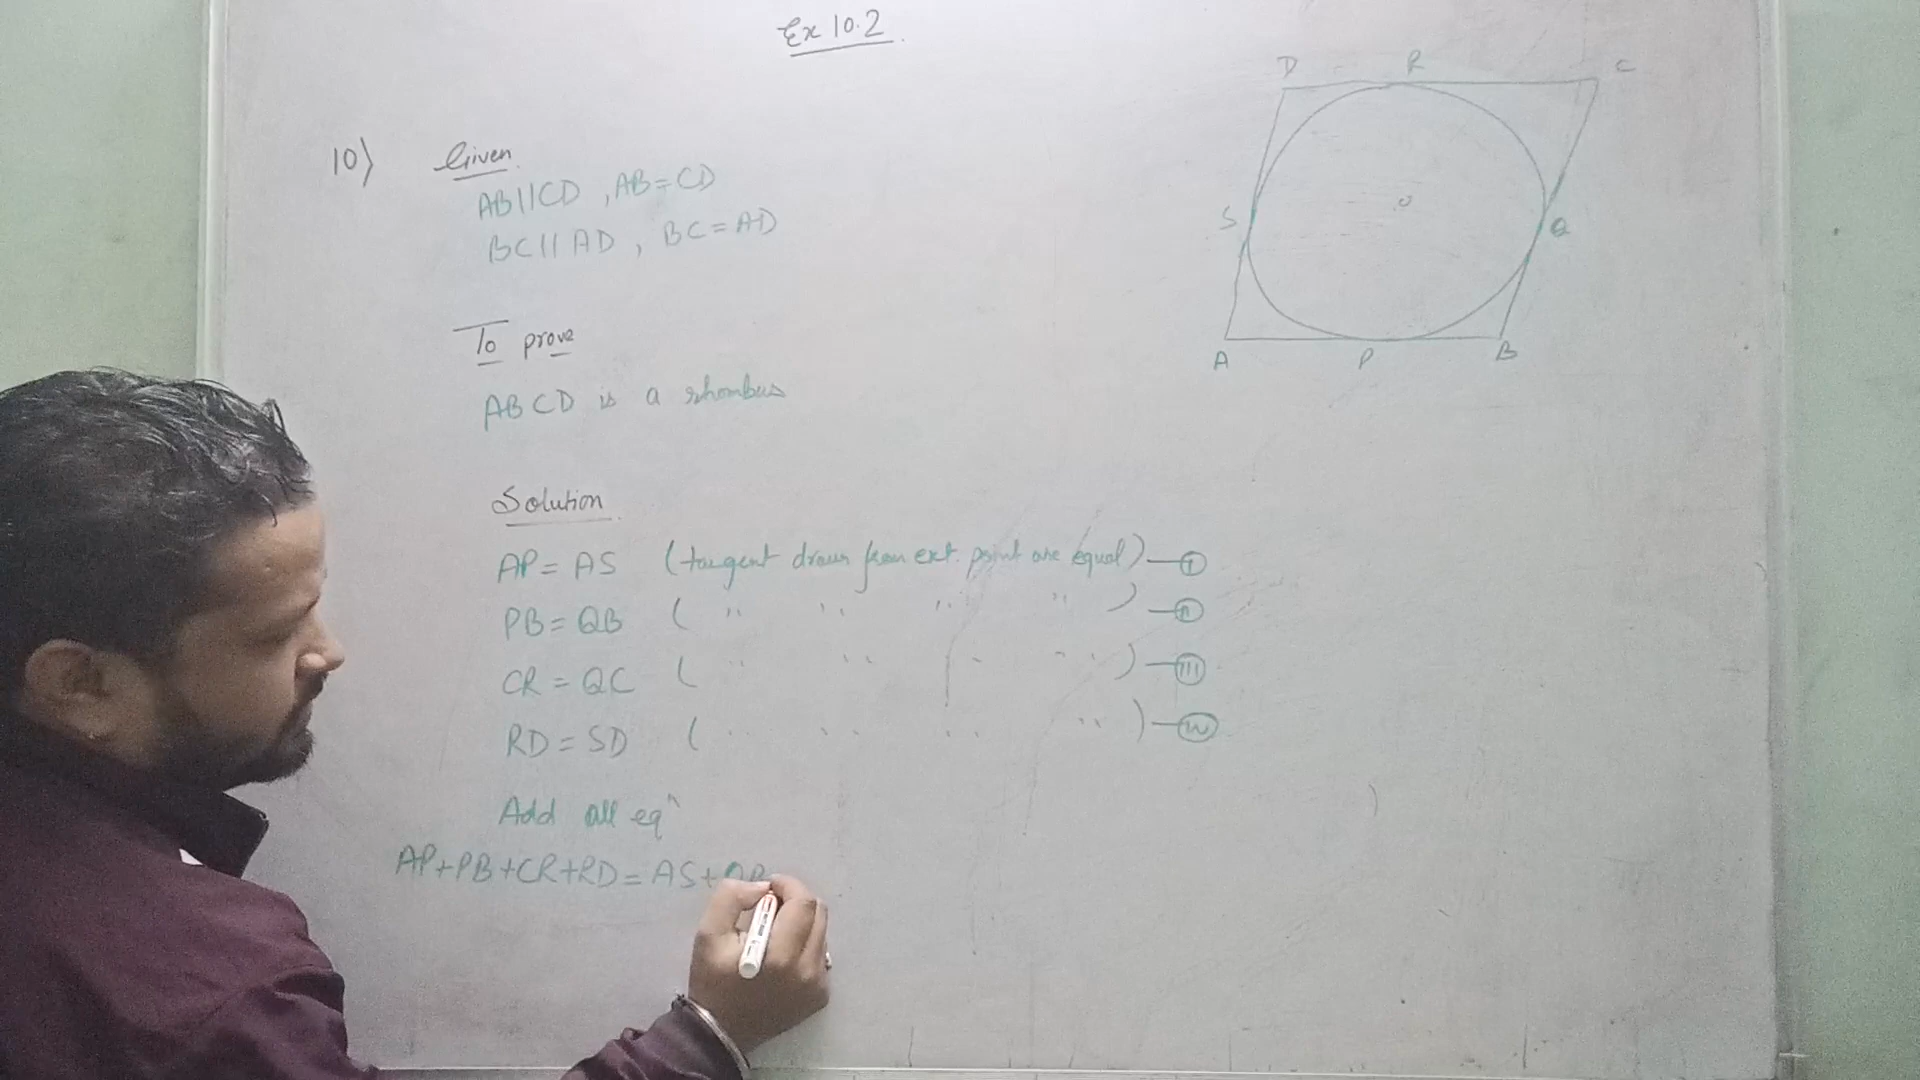 Ex 10.2
10) Given
AB||CD , AB=CD
BC|| AD , BC=AD
To prove
ABCD is a rhombus
Solution
AP= AS (tangent drawn from ext. point are equal) — I
PB= QB ( " " " " ) — II
CR = QC ( " " " " ) — III
RD= SD ( " " " " ) — IV
Add all eqⁿ
AP+PB+CR+RD= AS+QB
D R C
S O Q
A P B